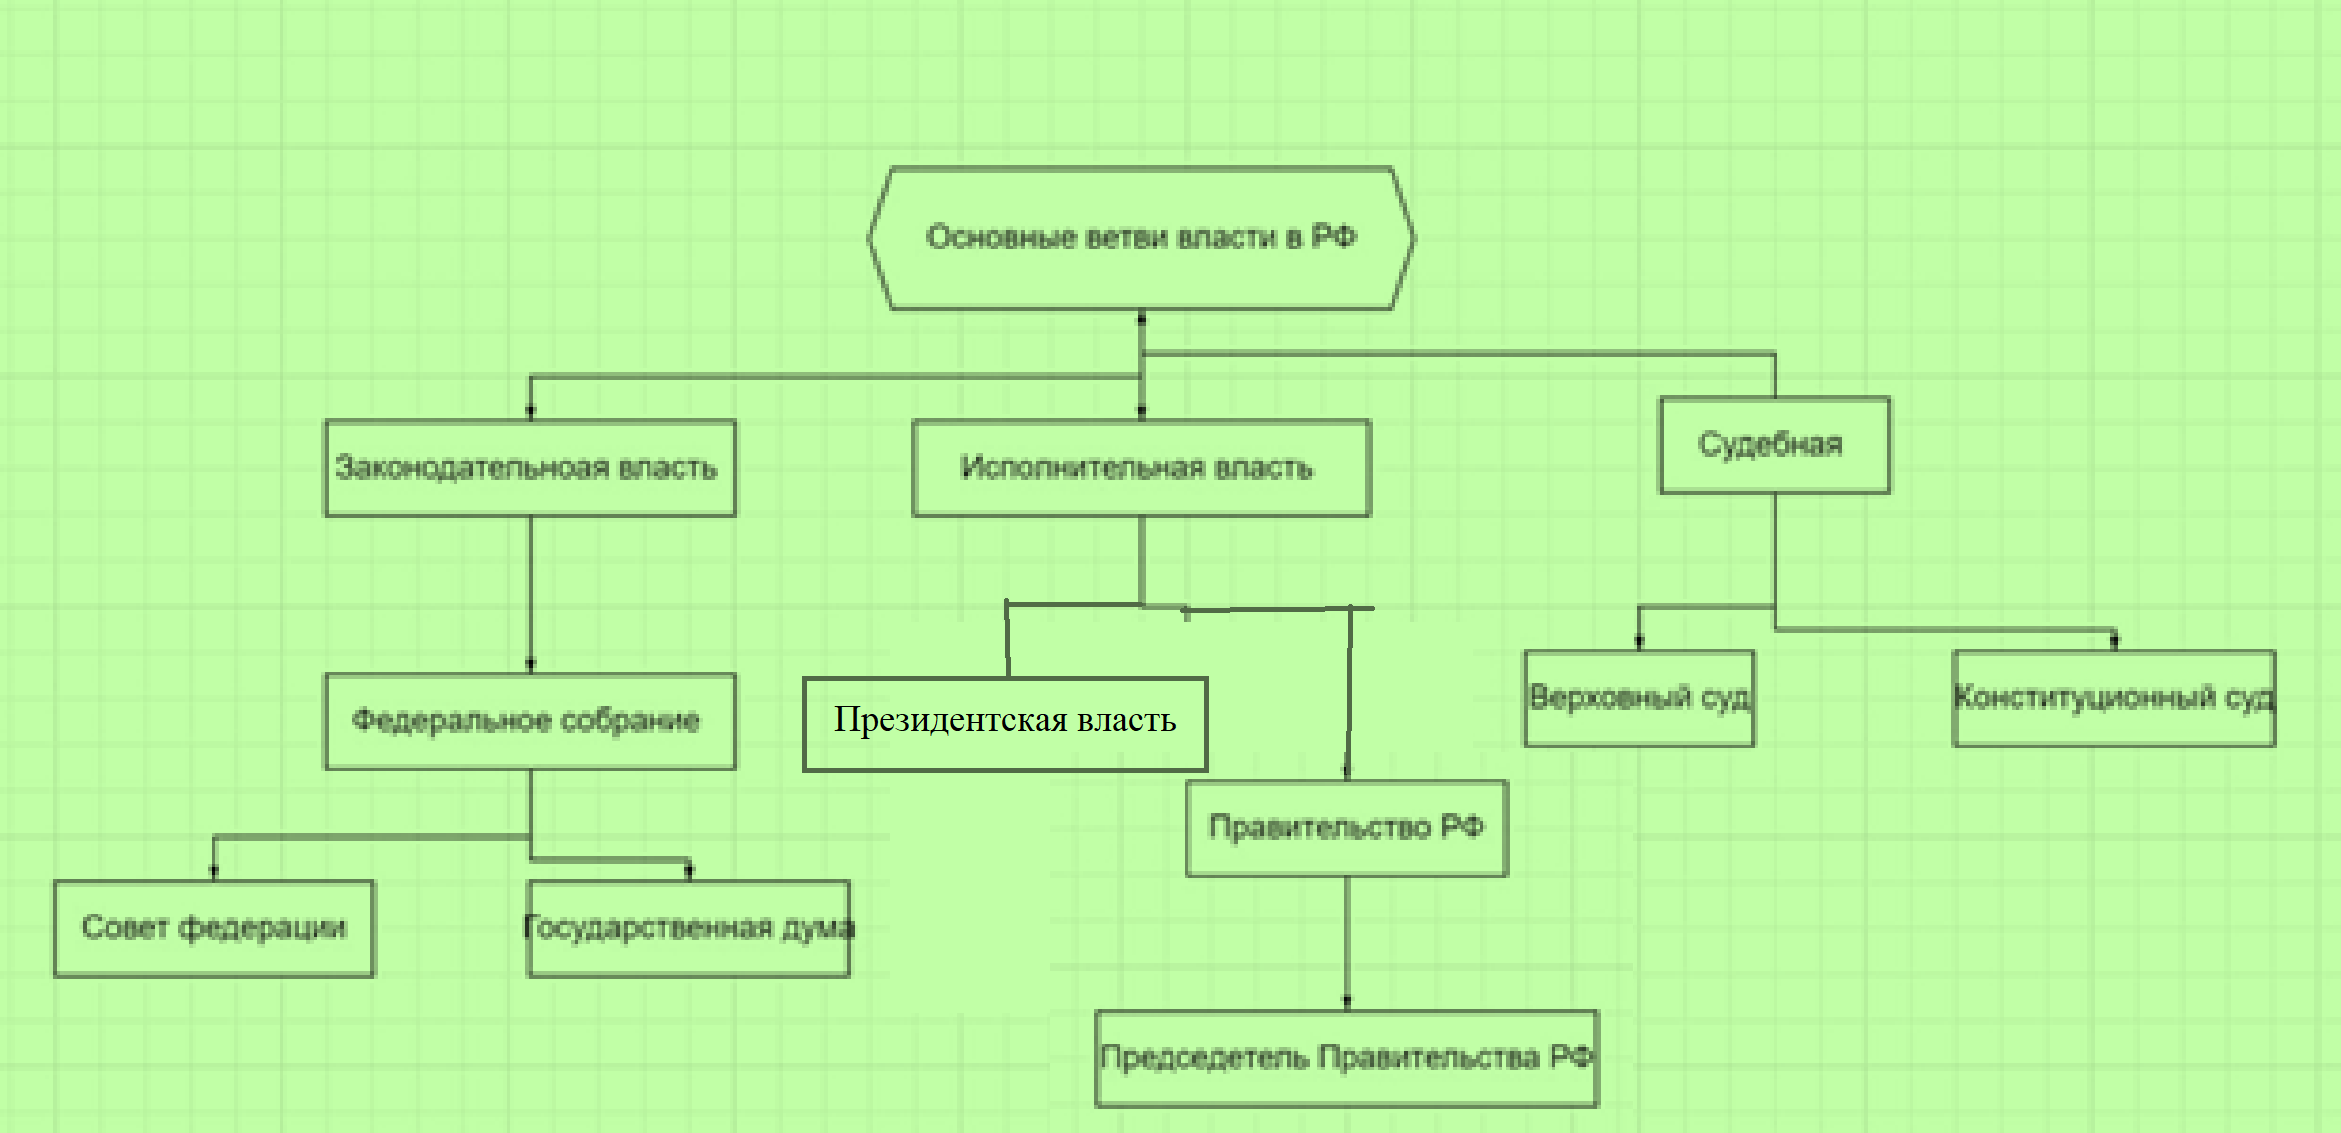 Основные ветви власти в РФ
Законодательноая власть
Исполнительная власть
Судебная
Федеральное собрание
Президентская власть
Верховный суд
Конституционный суд
Правительство РФ
Совет федерации
Государственная дума
Председетель Правительства РФ